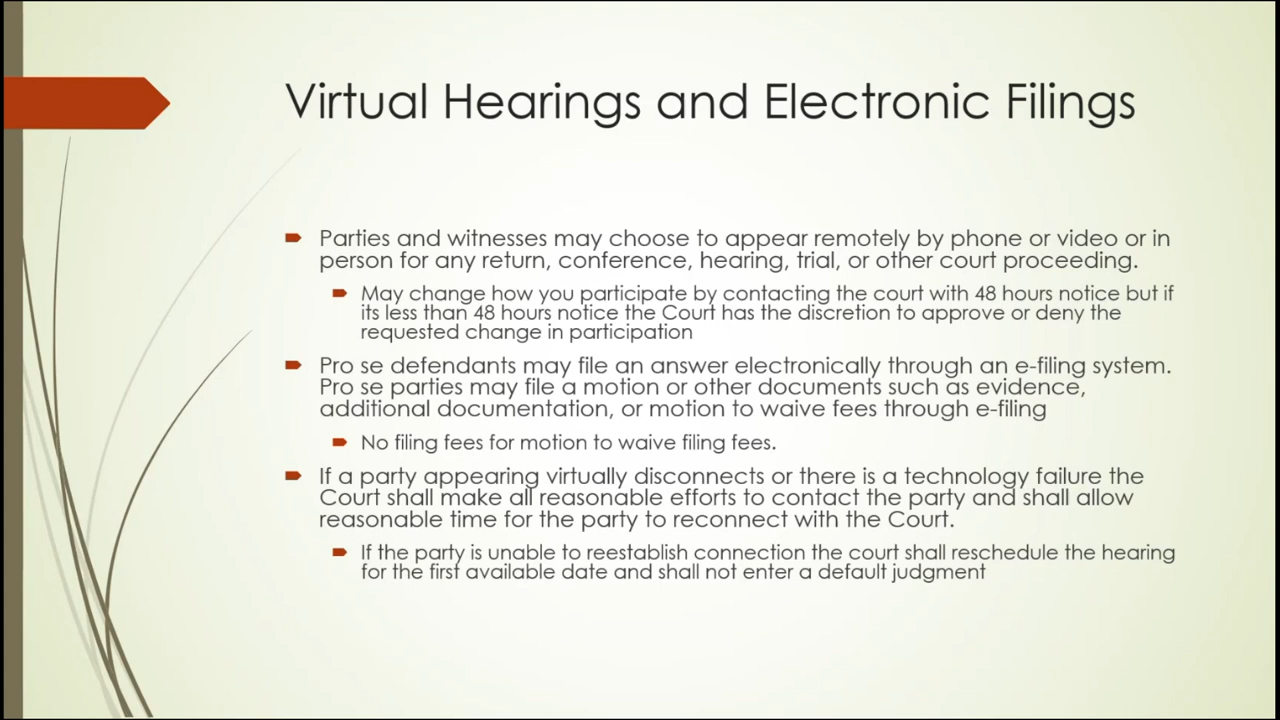 Virtual Hearings and Electronic Filings
Parties and witnesses may choose to appear remotely by phone or video or in
person for any return, conference, hearing, trial, or other court proceeding.
May change how you participate by contacting the court with 48 hours notice but if
its less than 48 hours notice the Court has the discretion to approve or deny the
requested change in participation
Pro se defendants may file an answer electronically through an e-filing system.
Pro se parties may file a motion or other documents such as evidence,
additional documentation, or motion to waive fees through e-filing
No filing fees for motion to waive filing fees.
If a party appearing virtually disconnects or there is a technology failure the
Court shall make all reasonable efforts to contact the party and shall allow
reasonable time for the party to reconnect with the Court.
If the party is unable to reestablish connection the court shall reschedule the hearing
for the first available date and shall not enter a default judgment